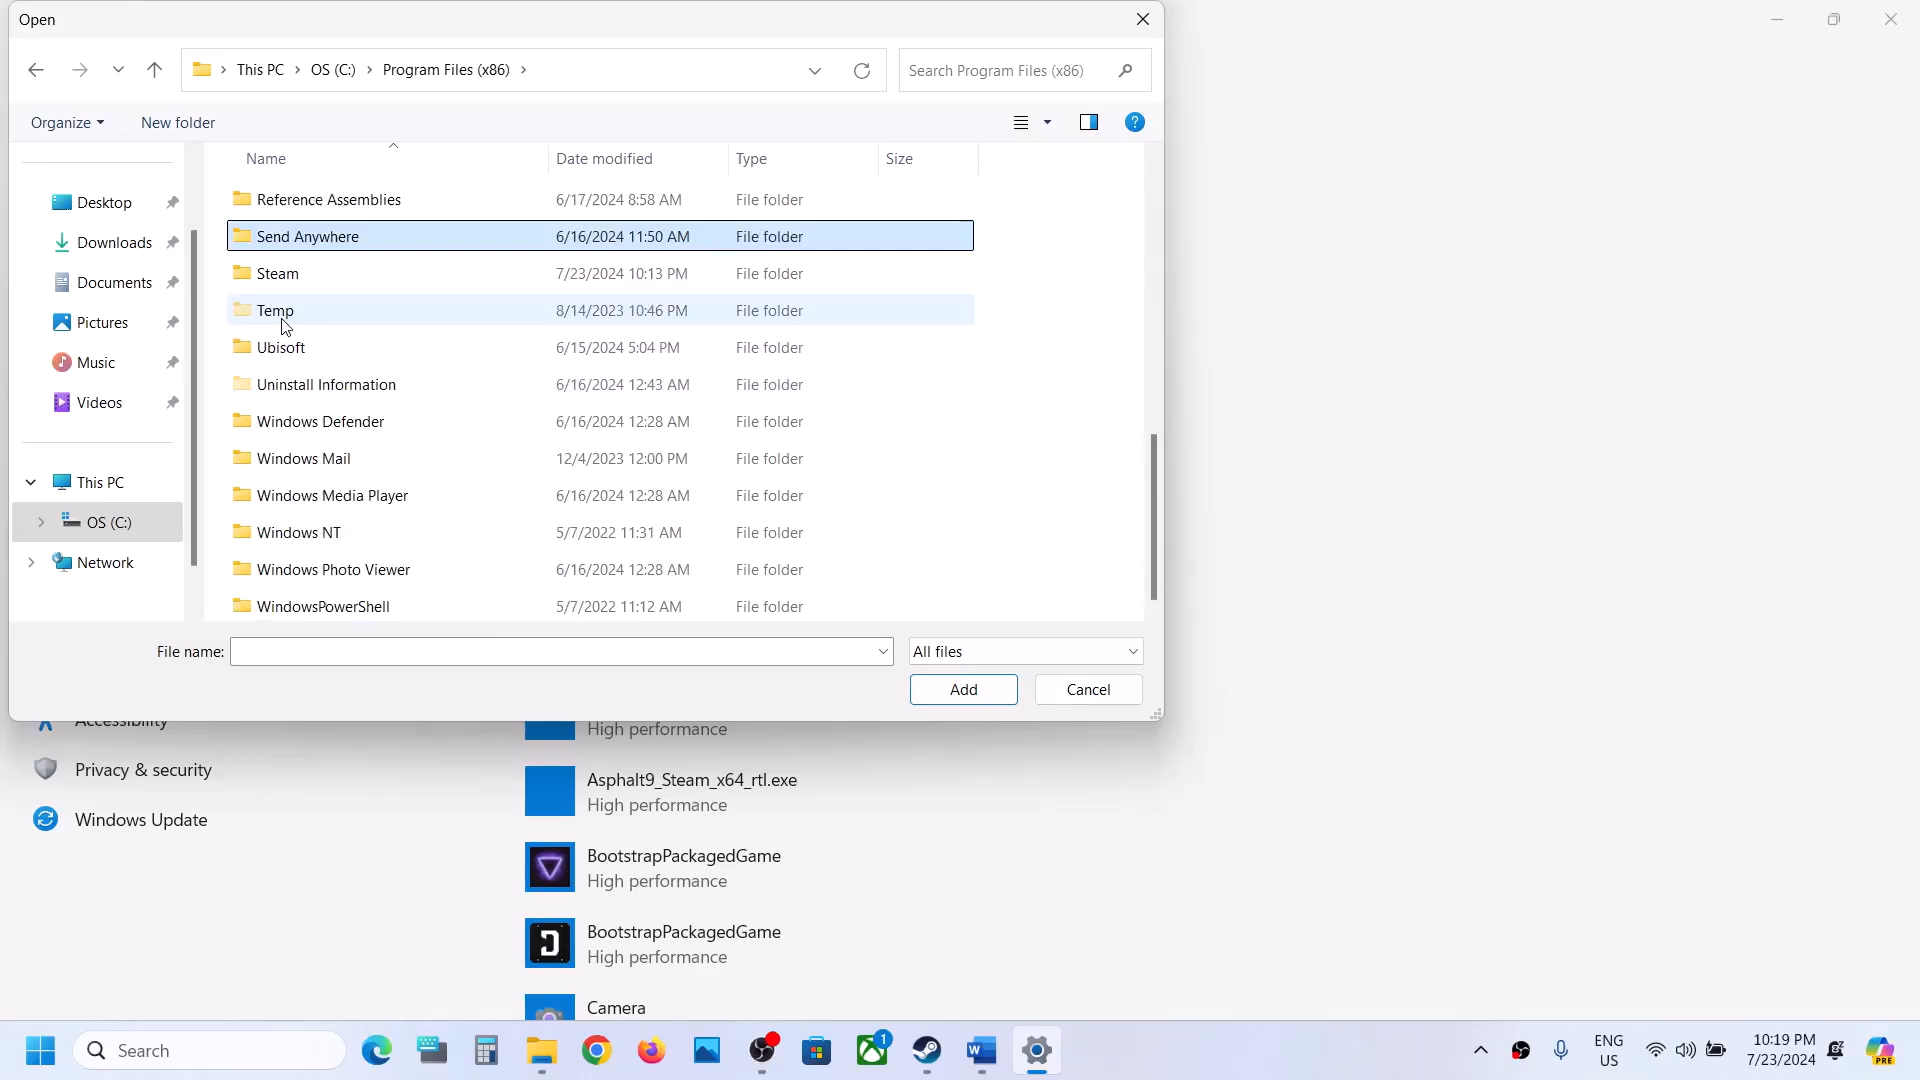 Open
This PC
OS (C:)
Program Files (x86)
Search Program Files (x86)
Organize
New folder
Name
Date modified
Type
Size
Desktop
Downloads
Documents
Pictures
Music
Videos
This PC
OS (C:)
Network
Reference Assemblies 6/17/2024 8:58 AM File folder
Send Anywhere 6/16/2024 11:50 AM File folder
Steam 7/23/2024 10:13 PM File folder
Temp 8/14/2023 10:46 PM File folder
Ubisoft 6/15/2024 5:04 PM File folder
Uninstall Information 6/16/2024 12:43 AM File folder
Windows Defender 6/16/2024 12:28 AM File folder
Windows Mail 12/4/2023 12:00 PM File folder
Windows Media Player 6/16/2024 12:28 AM File folder
Windows NT 5/7/2022 11:31 AM File folder
Windows Photo Viewer 6/16/2024 12:28 AM File folder
WindowsPowerShell 5/7/2022 11:12 AM File folder
File name:
All files
Add
Cancel
Accessibility
Privacy & security
Windows Update
High performance
Asphalt9_Steam_x64_rtl.exe
High performance
BootstrapPackagedGame
High performance
BootstrapPackagedGame
High performance
Camera
Search
1
ENG
US
10:19 PM
7/23/2024
PRE